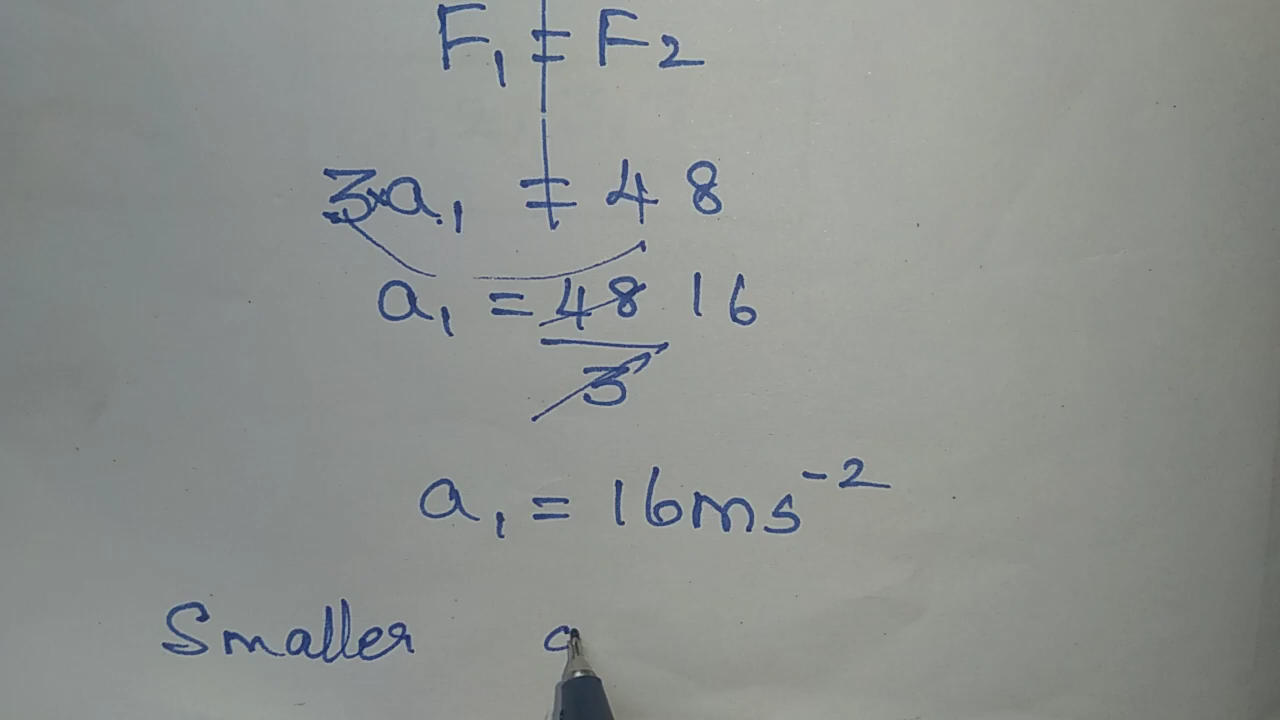 F₁ = F₂
3×a₁ = 48
a₁ = 48 16
3
a₁ = 16ms⁻²
Smaller a